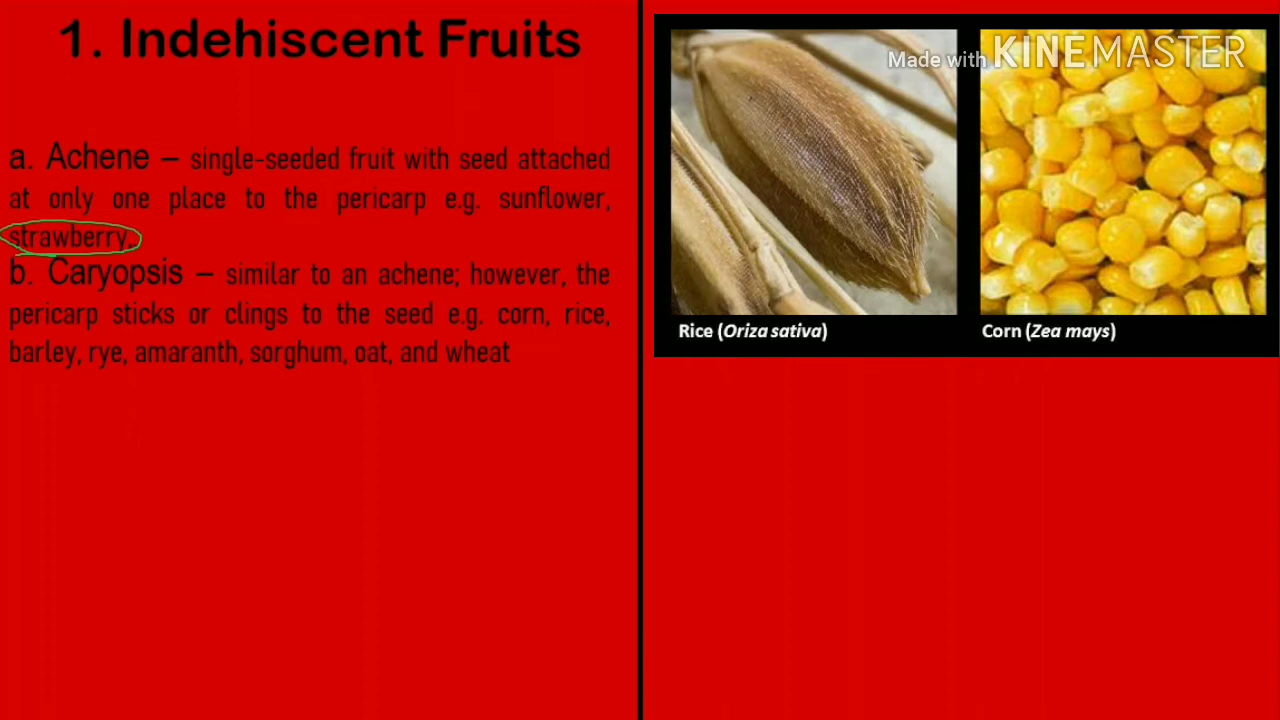 1. Indehiscent Fruits
a. Achene – single-seeded fruit with seed attached
at only one place to the pericarp e.g. sunflower,
strawberry,
b. Caryopsis – similar to an achene; however, the
pericarp sticks or clings to the seed e.g. corn, rice,
barley, rye, amaranth, sorghum, oat, and wheat
Made with KINEMASTER
Rice (Oriza sativa)
Corn (Zea mays)